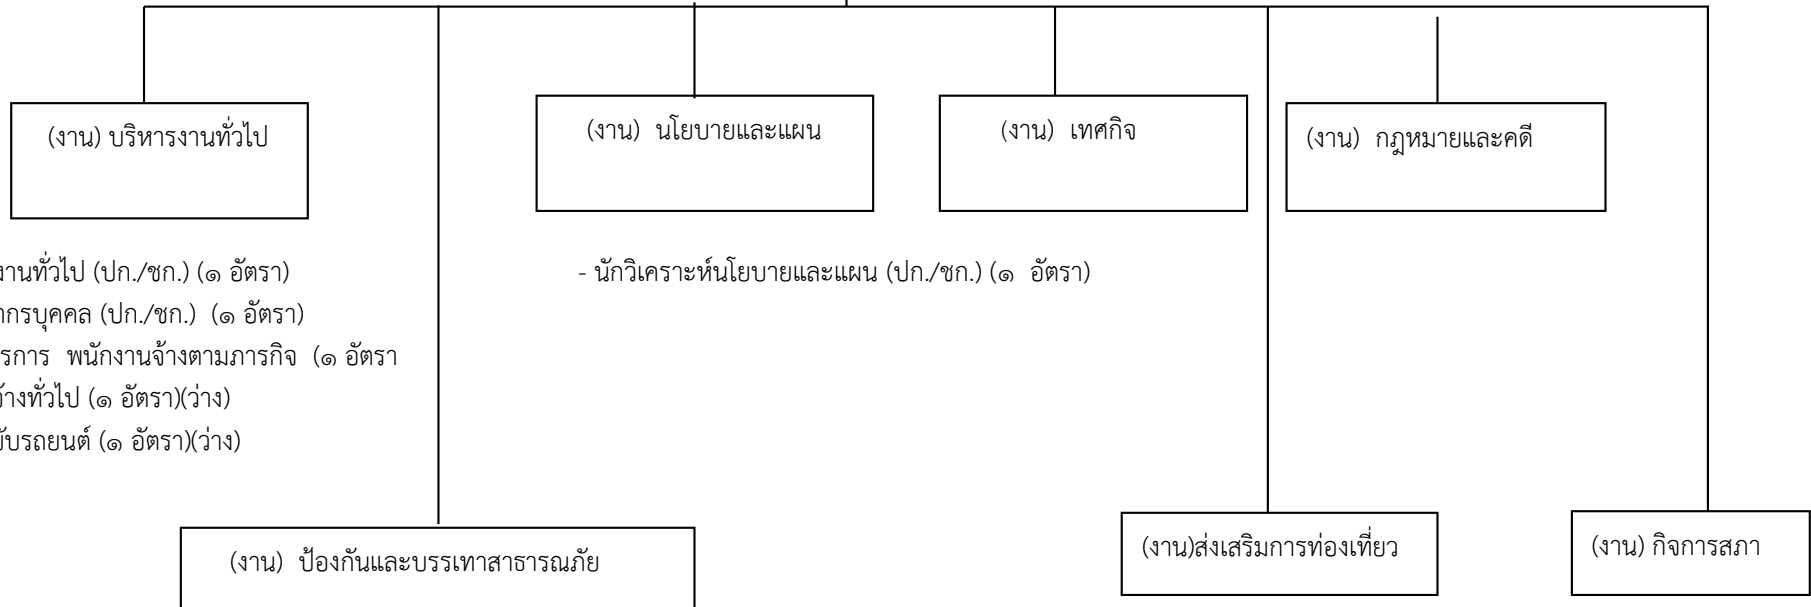 (งาน) บริหารงานทั่วไป
(งาน) นโยบายและแผน
(งาน) เทศกิจ
(งาน) กฎหมายและคดี
งานทั่วไป (ปก./ชก.) (๑ อัตรา)
- นักวิเคราะห์นโยบายและแผน (ปก./ชก.) (๑ อัตรา)
ากรบุคคล (ปก./ชก.) (๑ อัตรา)
รการ พนักงานจ้างตามภารกิจ (๑ อัตรา
จ้างทั่วไป (๑ อัตรา)(ว่าง)
ขับรถยนต์ (๑ อัตรา)(ว่าง)
(งาน) ป้องกันและบรรเทาสาธารณภัย
(งาน)ส่งเสริมการท่องเที่ยว
(งาน) กิจการสภา